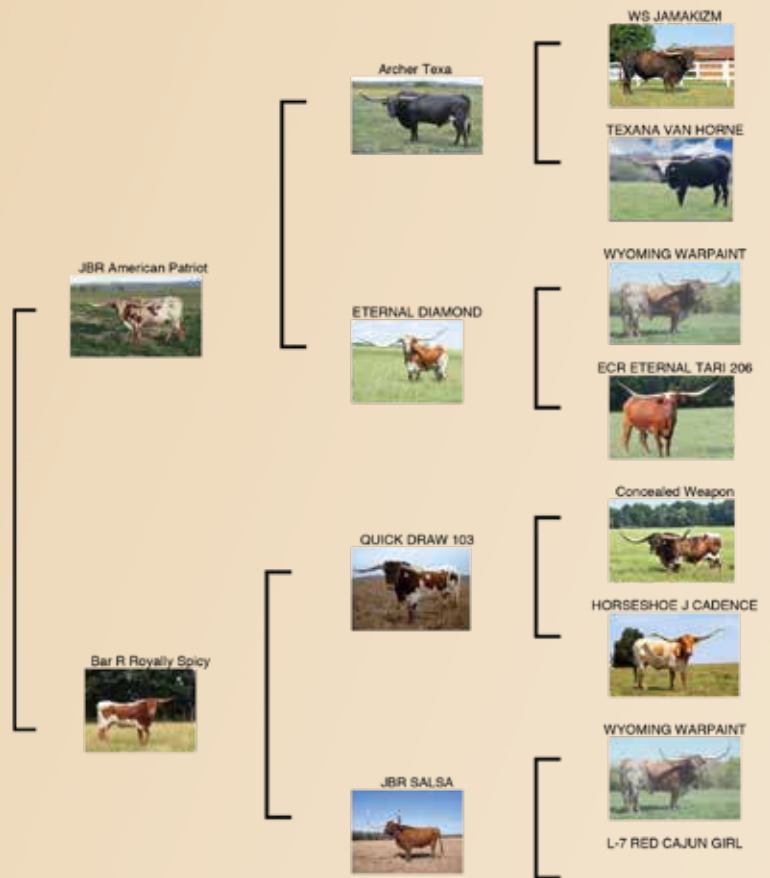 WS JAMAKIZM
Archer Texa
TEXANA VAN HORNE
JBR American Patriot
WYOMING WARPAINT
ETERNAL DIAMOND
ECR ETERNAL TARI 206
Concealed Weapon
QUICK DRAW 103
HORSESHOE J CADENCE
Bar R Royally Spicy
WYOMING WARPAINT
JBR SALSA
L-7 RED CAJUN GIRL